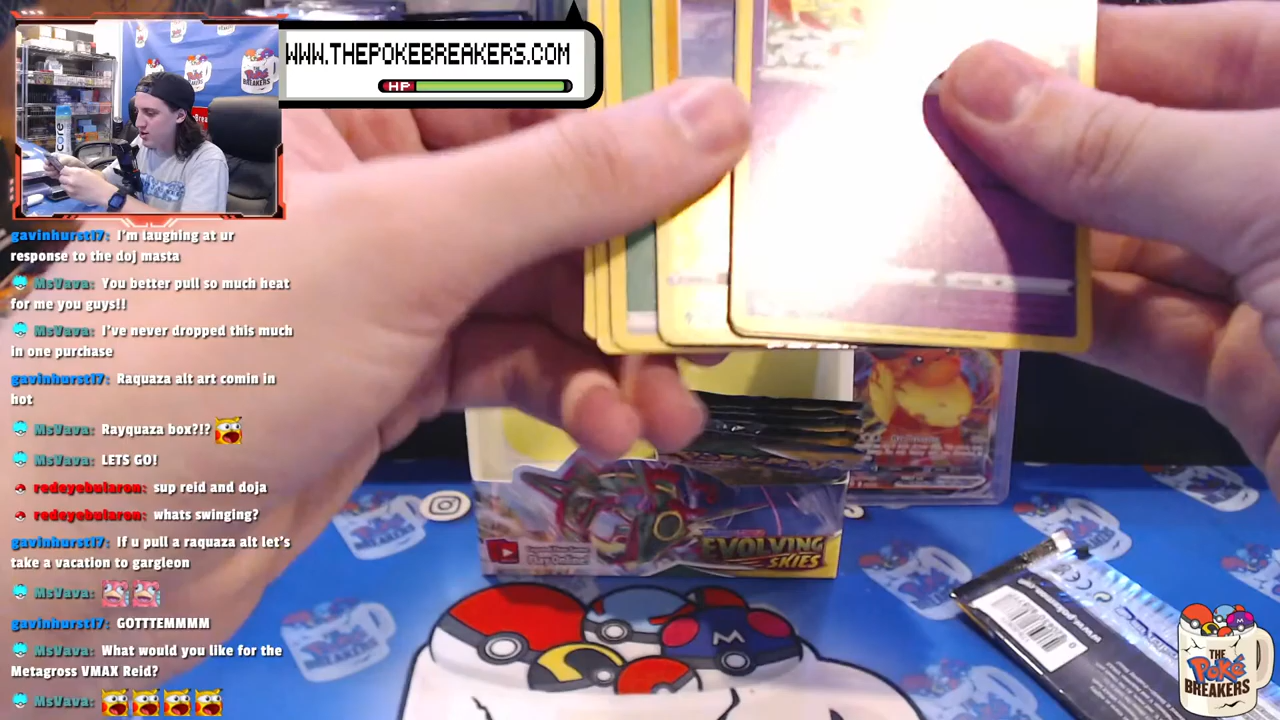 WWW.THEPOKEBREAKERS.COM
HP
gavinhurst17: I'm laughing at ur
response to the doj masta
MsVava: You better pull so much heat
for me you guys!!
MsVava: I've never dropped this much
in one purchase
gavinhurst17: Raquaza alt art comin in
hot
MsVava: Rayquaza box?!?
MsVava: LETS GO!
redeyebularon: sup reid and doja
redeyebularon: whats swinging?
gavinhurst17: If u pull a raquaza alt let's
take a vacation to gargleon
MsVava:
gavinhurst17: GOTTTEMMMM
MsVava: What would you like for the
Metagross VMAX Reid?
MsVava:
EVOLVING
SKIES
M
THE
Poké
BREAKERS